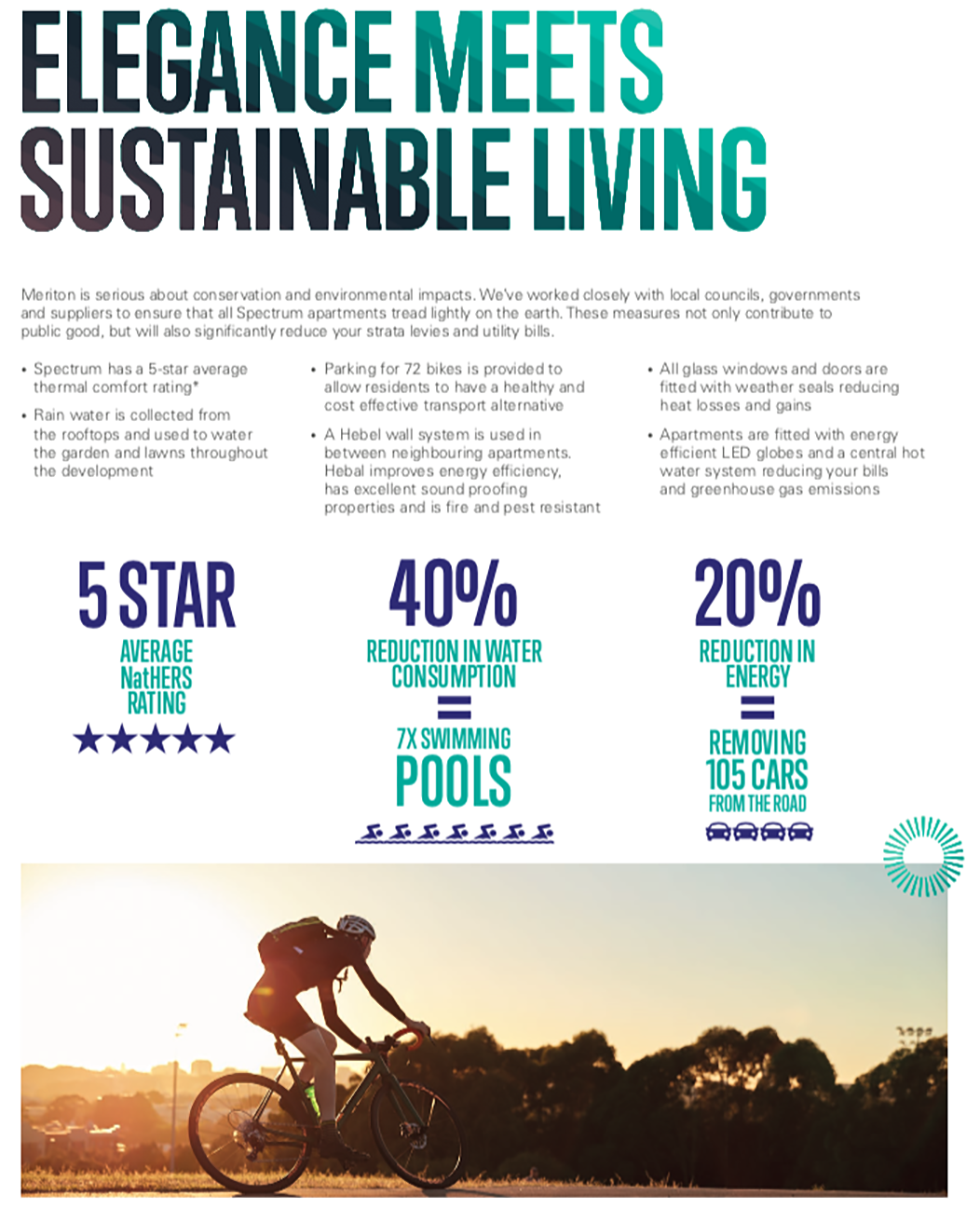 ELEGANCE MEETS
SUSTAINABLE LIVING
Meriton is serious about conservation and environmental impacts. We've worked closely with local councils, governments
and suppliers to ensure that all Spectrum apartments tread lightly on the earth. These measures not only contribute to
public good, but will also significantly reduce your strata levies and utility bills.
• Spectrum has a 5-star average
thermal comfort rating*
• Rain water is collected from
the rooftops and used to water
the garden and lawns throughout
the development
• Parking for 72 bikes is provided to
allow residents to have a healthy and
cost effective transport alternative
• A Hebel wall system is used in
between neighbouring apartments.
Hebal improves energy efficiency,
has excellent sound proofing
properties and is fire and pest resistant
• All glass windows and doors are
fitted with weather seals reducing
heat losses and gains
• Apartments are fitted with energy
efficient LED globes and a central hot
water system reducing your bills
and greenhouse gas emissions
5 STAR
AVERAGE
NatHERS
RATING
40%
REDUCTION IN WATER
CONSUMPTION
=
7X SWIMMING
POOLS
20%
REDUCTION IN
ENERGY
=
REMOVING
105 CARS
FROM THE ROAD